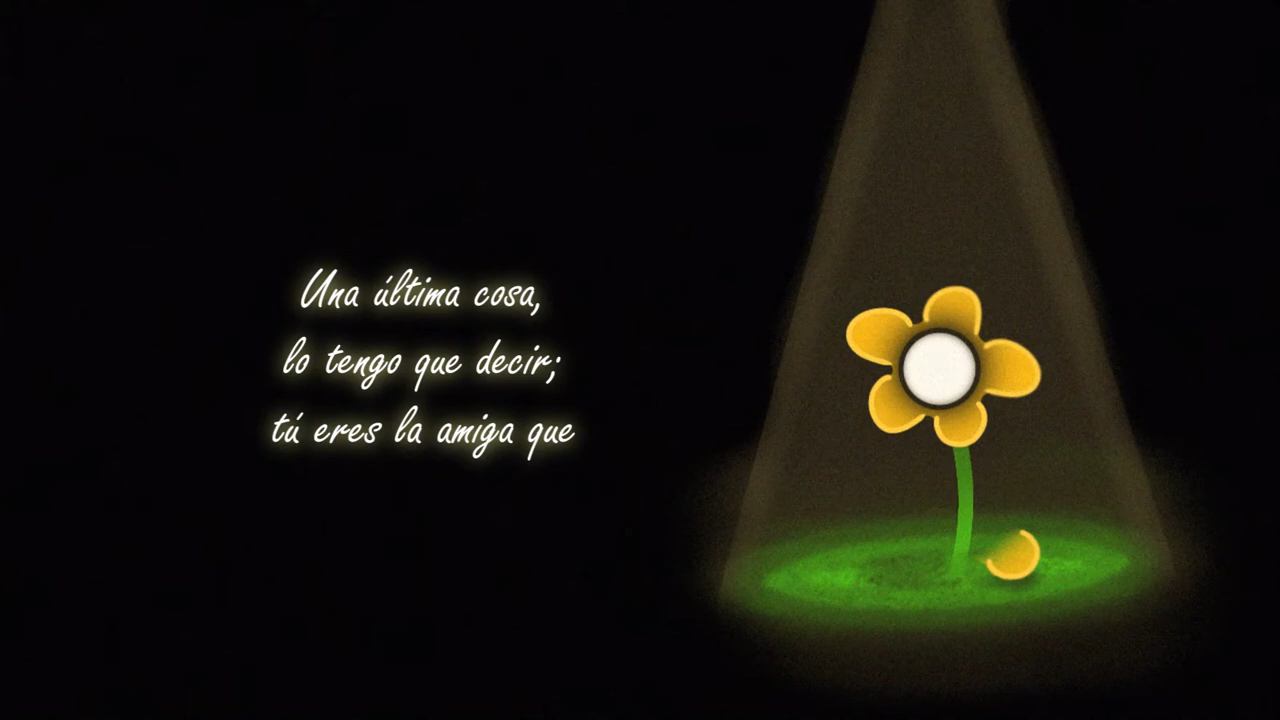 Una última cosa,
lo tengo que decir;
tú eres la amiga que